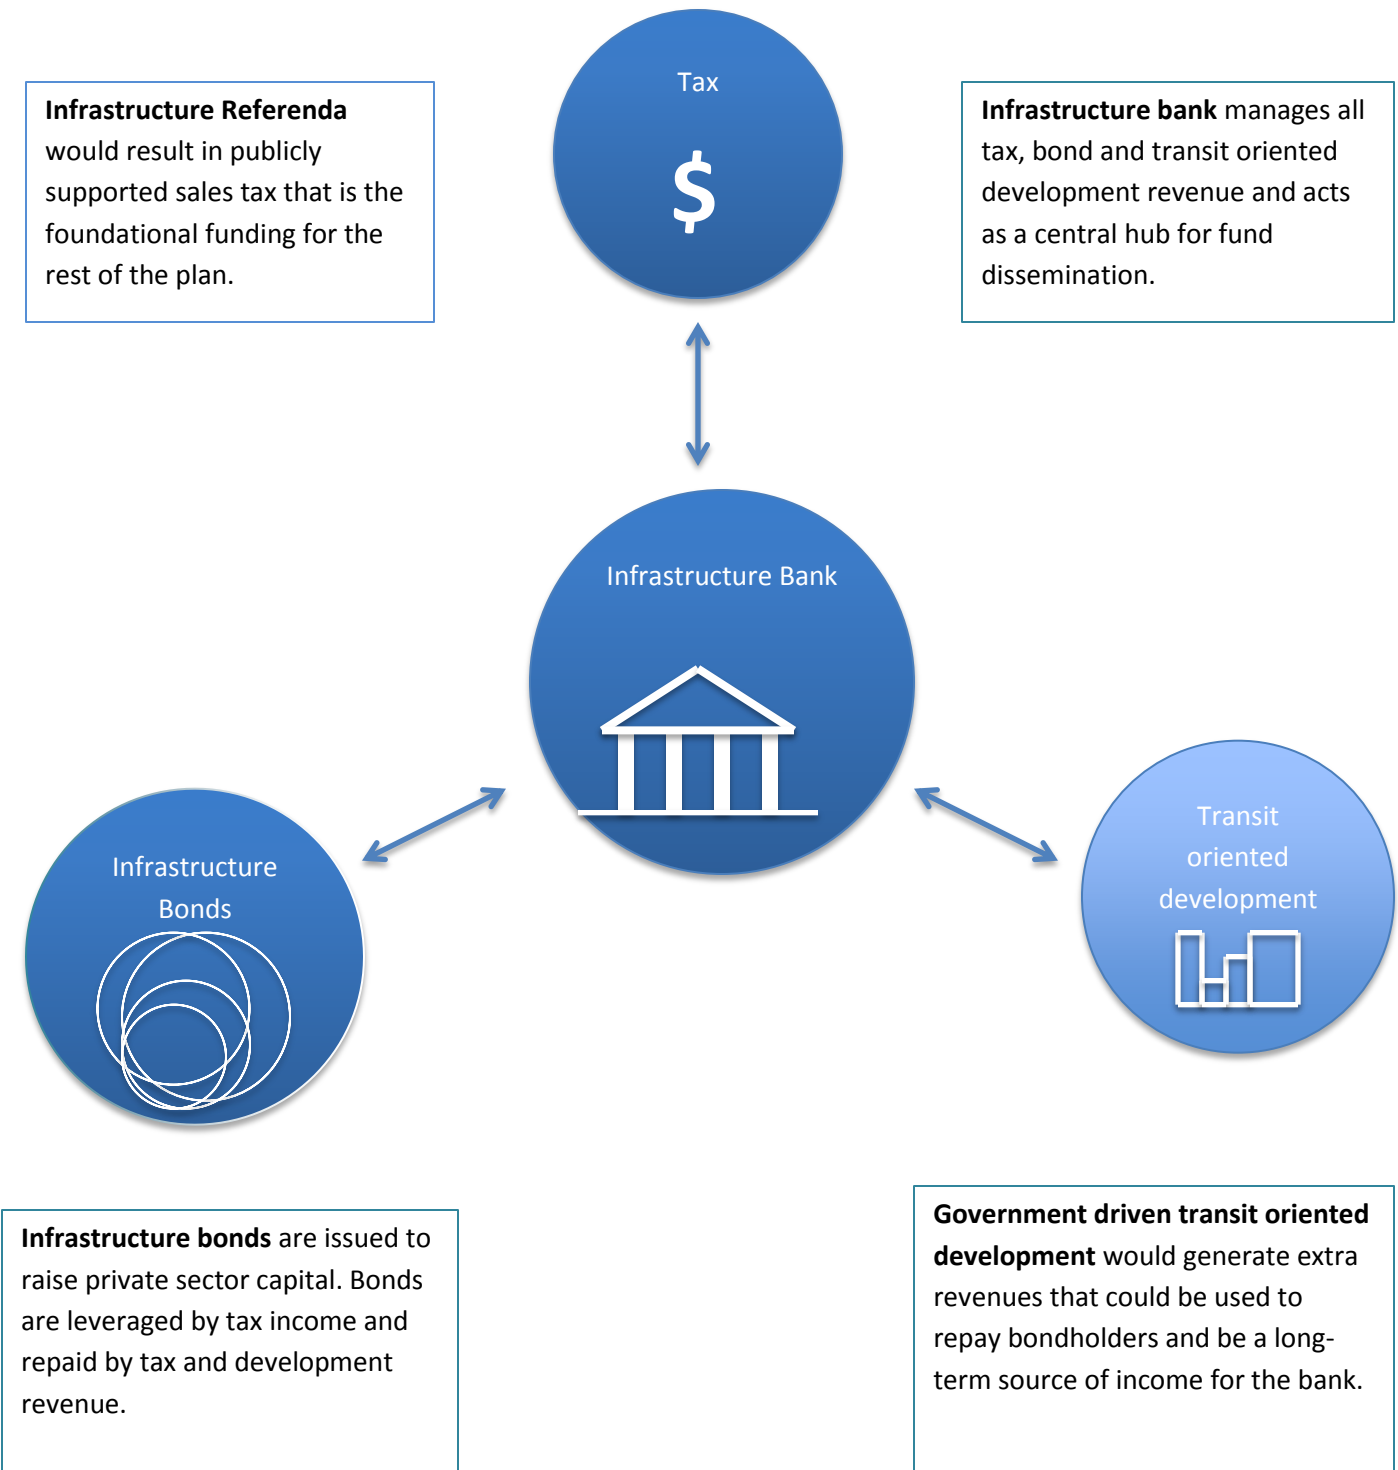 Tax
$
Infrastructure Referenda
would result in publicly
supported sales tax that is the
foundational funding for the
rest of the plan.
Infrastructure bank manages all
tax, bond and transit oriented
development revenue and acts
as a central hub for fund
dissemination.
Infrastructure Bank
Transit
oriented
development
Infrastructure
Bonds
Infrastructure bonds are issued to
raise private sector capital. Bonds
are leveraged by tax income and
repaid by tax and development
revenue.
Government driven transit oriented
development would generate extra
revenues that could be used to
repay bondholders and be a long-
term source of income for the bank.